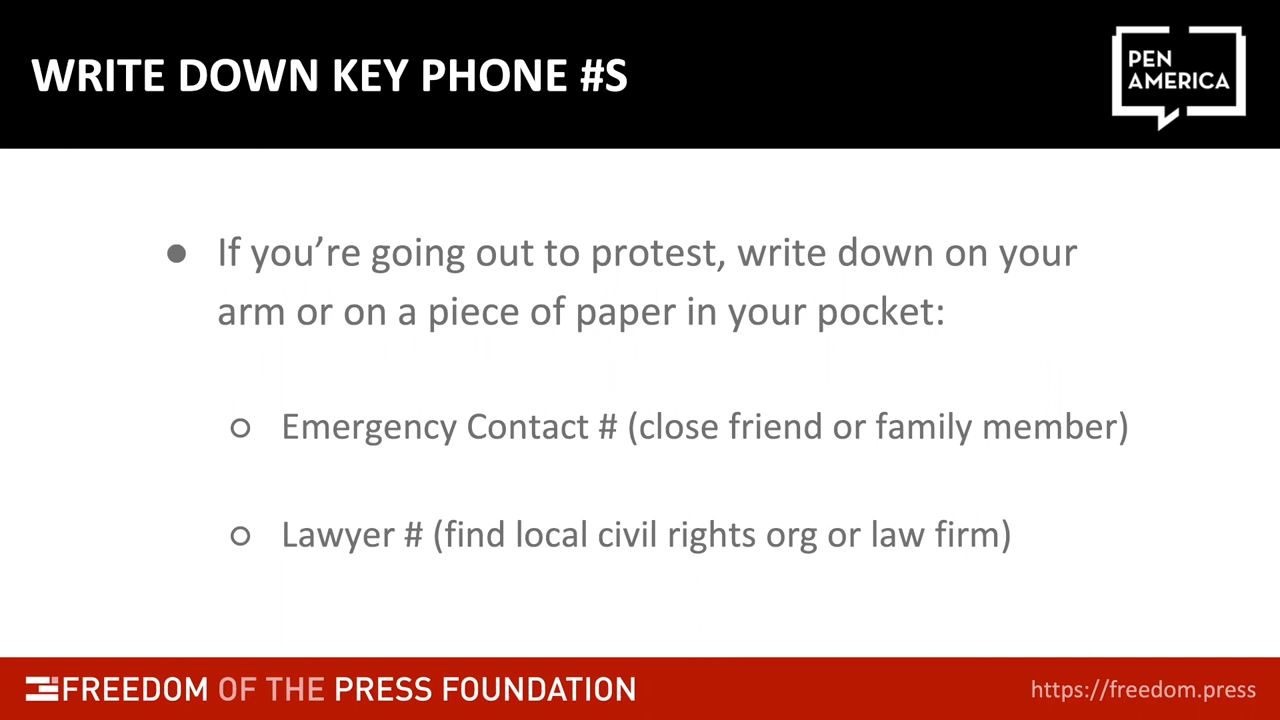 WRITE DOWN KEY PHONE #S
PEN
AMERICA
● If you’re going out to protest, write down on your
arm or on a piece of paper in your pocket:
○ Emergency Contact # (close friend or family member)
○ Lawyer # (find local civil rights org or law firm)
FREEDOM OF THE PRESS FOUNDATION
https://freedom.press